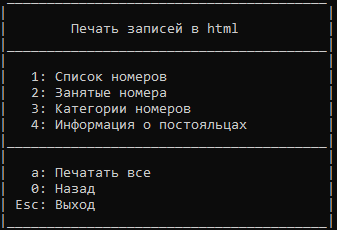 Печать записей в html
1: Список номеров
2: Занятые номера
3: Категории номеров
4: Информация о постояльцах
a: Печатать все
0: Назад
Esc: Выход